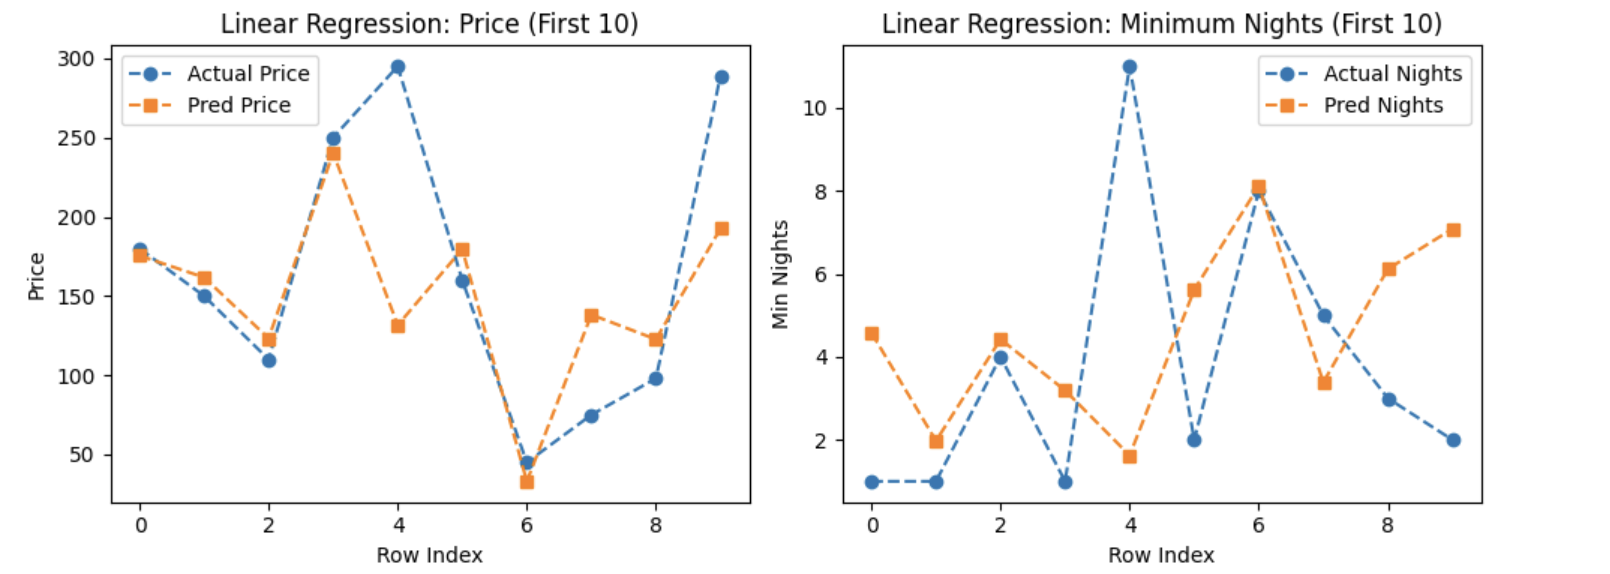 Linear Regression: Price (First 10)
300
250
200
150
100
50
Price
Actual Price
Pred Price
0 2 4 6 8
Row Index
Linear Regression: Minimum Nights (First 10)
10
8
6
4
2
Min Nights
Actual Nights
Pred Nights
0 2 4 6 8
Row Index